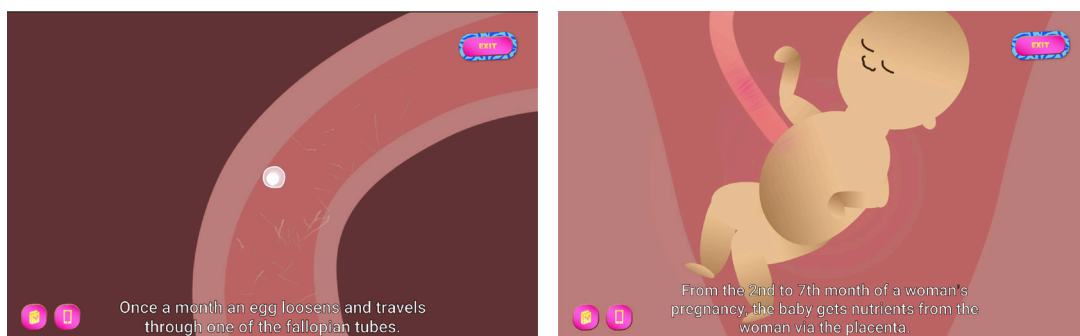 EXIT
Once a month an egg loosens and travels
through one of the fallopian tubes.
EXIT
From the 2nd to 7th month of a woman's
pregnancy, the baby gets nutrients from the
woman via the placenta.